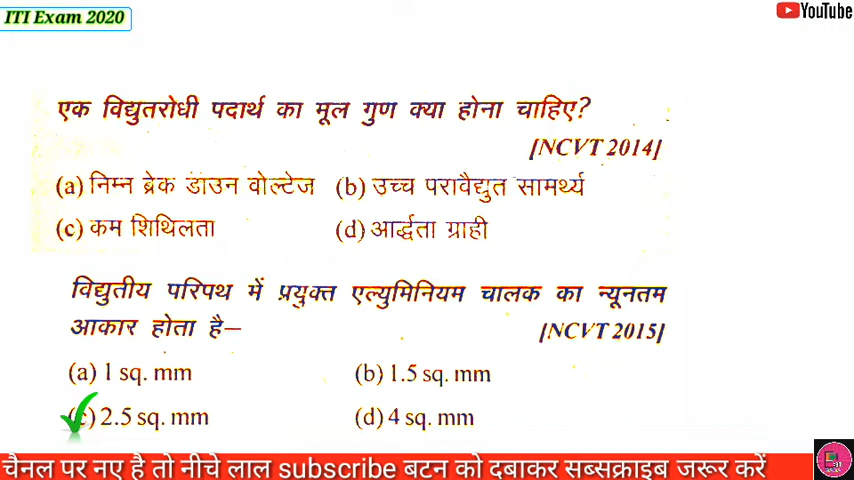 ITI Exam 2020
YouTube
एक विद्युतरोधी पदार्थ का मूल गुण क्या होना चाहिए?
[NCVT 2014]
(a) निम्न ब्रेक डाउन वोल्टेज (b) उच्च परावैद्युत सामर्थ्य
(c) कम शिथिलता (d) आर्द्धता ग्राही
विद्युतीय परिपथ में प्रयुक्त एल्युमिनियम चालक का न्यूनतम
आकार होता है– [NCVT 2015]
(a) 1 sq. mm (b) 1.5 sq. mm
(c) 2.5 sq. mm (d) 4 sq. mm
चैनल पर नए है तो नीचे लाल subscribe बटन को दबाकर सब्सक्राइब जरूर करें